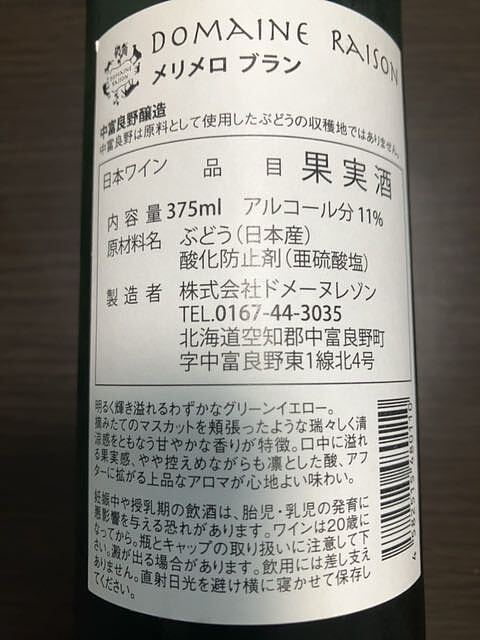 DOMAINE RAISON
DOMAINE RAISON
メリメロ ブラン
中富良野醸造
中富良野は原料として使用したぶどうの収穫地ではありません。
日本ワイン 品目 果実酒
内容量 375ml アルコール分 11%
原材料名 ぶどう(日本産)
酸化防止剤(亜硫酸塩)
製造者 株式会社ドメーヌレゾン
TEL.0167-44-3035
北海道空知郡中富良野町
字中富良野東1線北4号
明るく輝き溢れるわずかなグリーンイエロー。
摘みたてのマスカットを頬張ったような瑞々しく清
涼感をともなう甘やかな香りが特徴。口中に溢れ
る果実感、やや控えめながらも凛とした酸、アフ
ターに拡がる上品なアロマが心地よい味わい。
妊娠中や授乳期の飲酒は、胎児・乳児の発育に
悪影響を与える恐れがあります。ワインは20歳に
なってから。瓶とキャップの取り扱いに注意して下
さい。澱が出る場合があります。飲用には差し支え
ありません。直射日光を避け横に寝かせて保存し
てください。
4 582515 480110